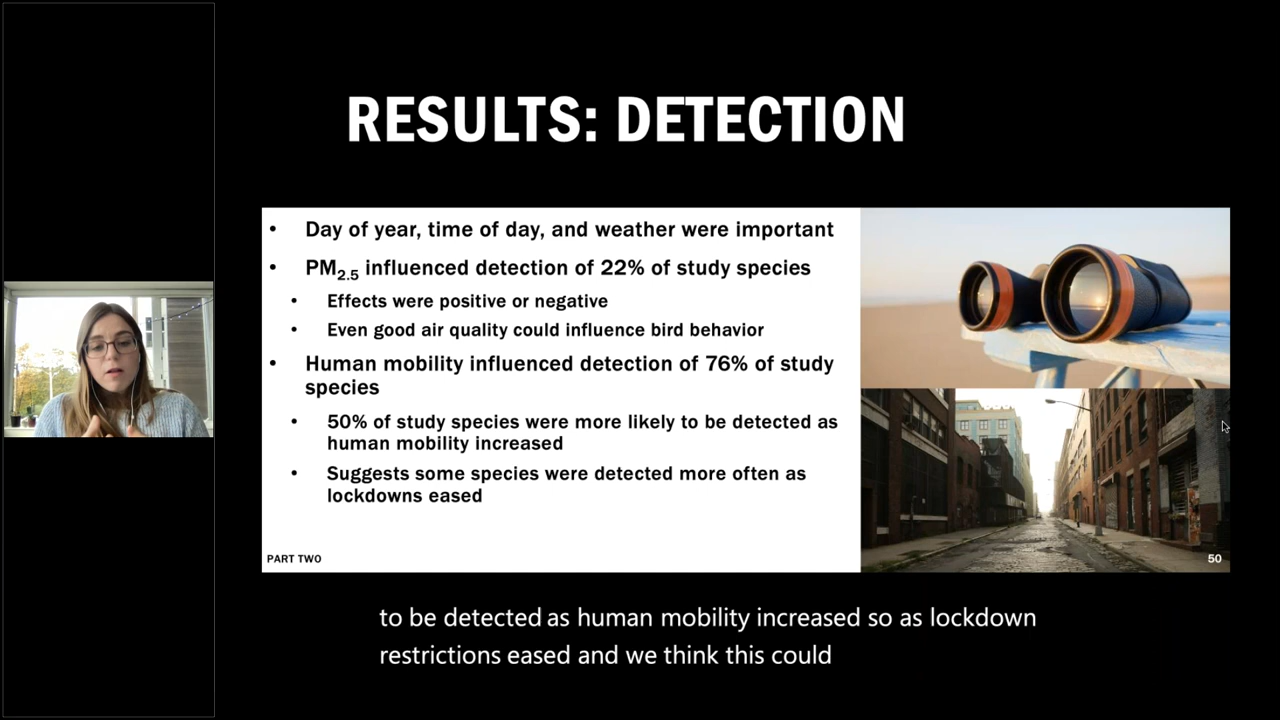 RESULTS: DETECTION
• Day of year, time of day, and weather were important
• PM2.5 influenced detection of 22% of study species
• Effects were positive or negative
• Even good air quality could influence bird behavior
• Human mobility influenced detection of 76% of study
species
• 50% of study species were more likely to be detected as
human mobility increased
• Suggests some species were detected more often as
lockdowns eased
PART TWO
50
to be detected as human mobility increased so as lockdown
restrictions eased and we think this could